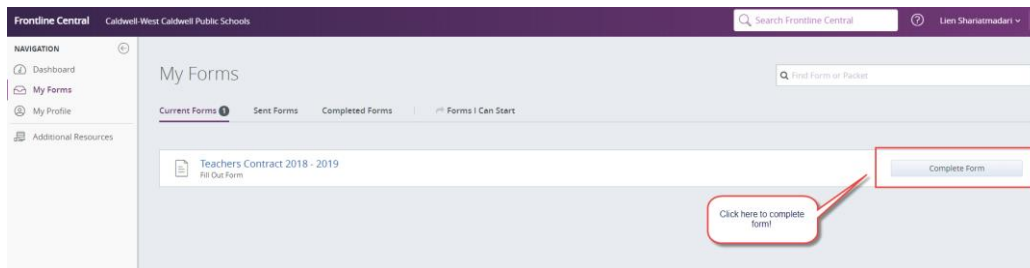 Frontline Central Caldwell-West Caldwell Public Schools Search Frontline Central ? Lien Shariatmadari
NAVIGATION
Dashboard
My Forms
My Profile
Additional Resources
My Forms
Find Form or Packet
Current Forms 1 Sent Forms Completed Forms Forms I Can Start
Teachers Contract 2018 - 2019
Fill Out Form
Complete Form
Click here to complete
form!